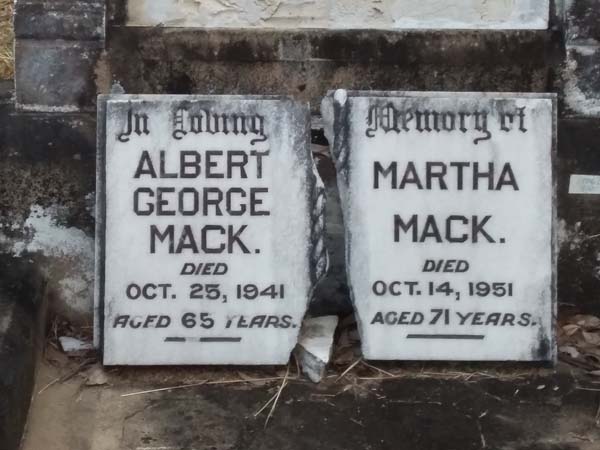 In Loving Memory of
ALBERT
GEORGE
MACK.
DIED
OCT. 25, 1941
AGED 65 YEARS.
MARTHA
MACK.
DIED
OCT. 14, 1951
AGED 71 YEARS.